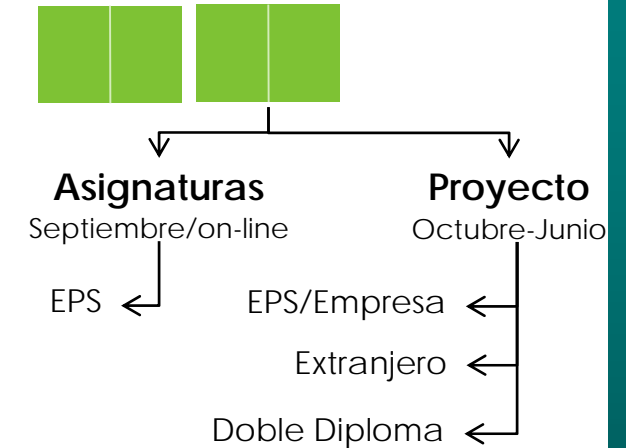 Asignaturas
Septiembre/on-line
EPS
Proyecto
Octubre-Junio
EPS/Empresa
Extranjero
Doble Diploma